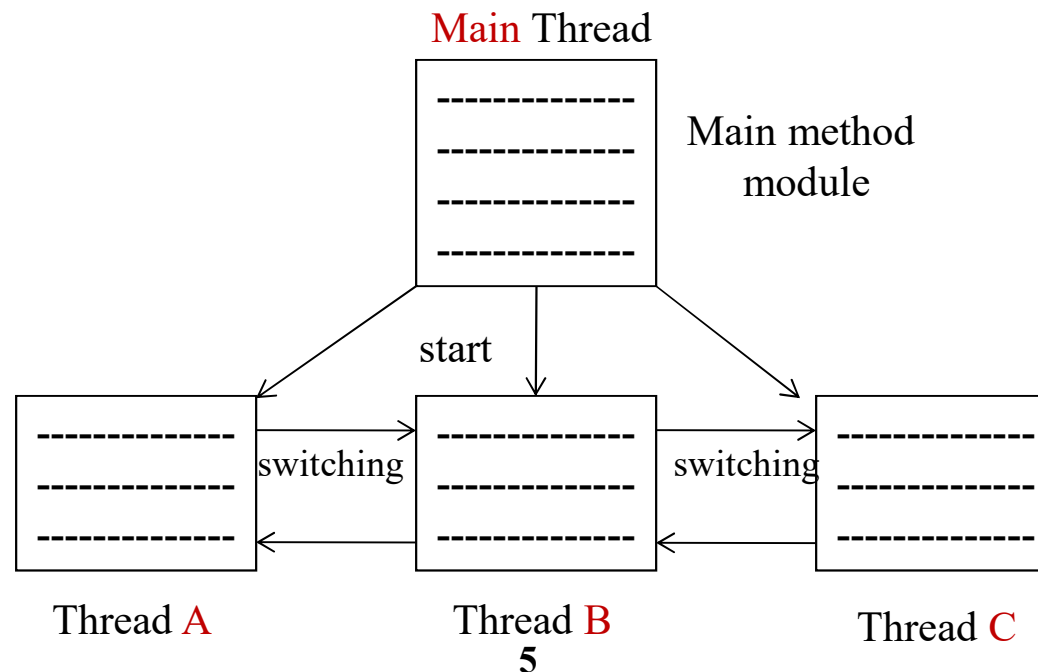 Main Thread
Main method
module
start
switching
switching
Thread A
Thread B
Thread C
5